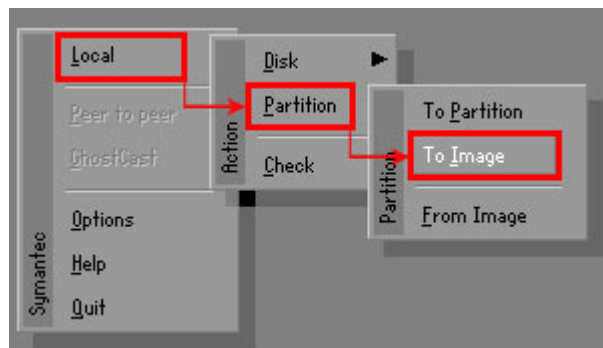 Local
Peer to peer
GhostCast
Options
Help
Quit
Symantec
Disk
Partition
Check
Action
To Partition
To Image
From Image
Partition